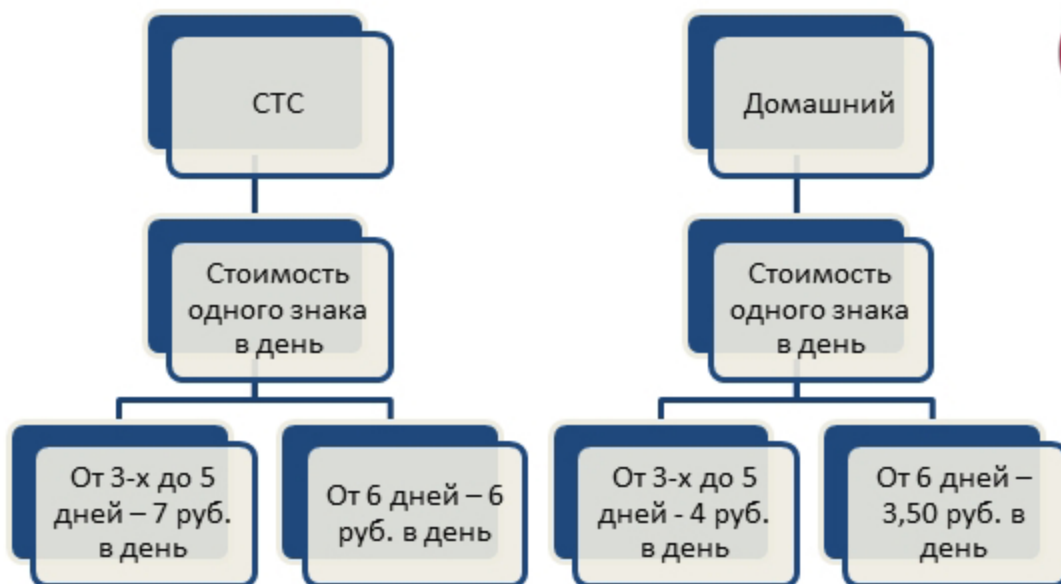 СТС
Домашний
Стоимость
одного знака
в день
Стоимость
одного знака
в день
От 3-х до 5
дней – 7 руб.
в день
От 6 дней – 6
руб. в день
От 3-х до 5
дней - 4 руб.
в день
От 6 дней –
3,50 руб. в
день